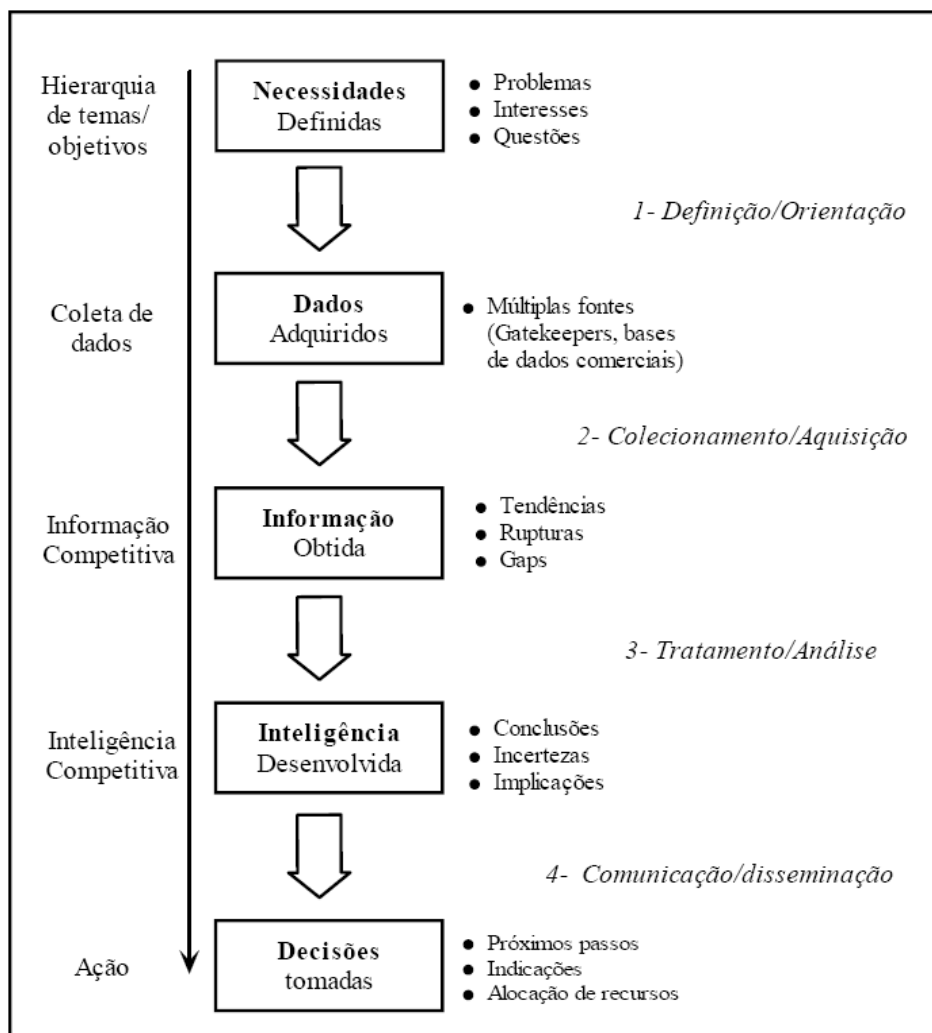 Hierarquia
de temas/
objetivos
Necessidades
Definidas
● Problemas
● Interesses
● Questões
1- Definição/Orientação
Coleta de
dados
Dados
Adquiridos
● Múltiplas fontes
(Gatekeepers, bases
de dados comerciais)
2- Colecionamento/Aquisição
Informação
Competitiva
Informação
Obtida
● Tendências
● Rupturas
● Gaps
3- Tratamento/Análise
Inteligência
Competitiva
Inteligência
Desenvolvida
● Conclusões
● Incertezas
● Implicações
4- Comunicação/disseminação
Ação
Decisões
tomadas
● Próximos passos
● Indicações
● Alocação de recursos